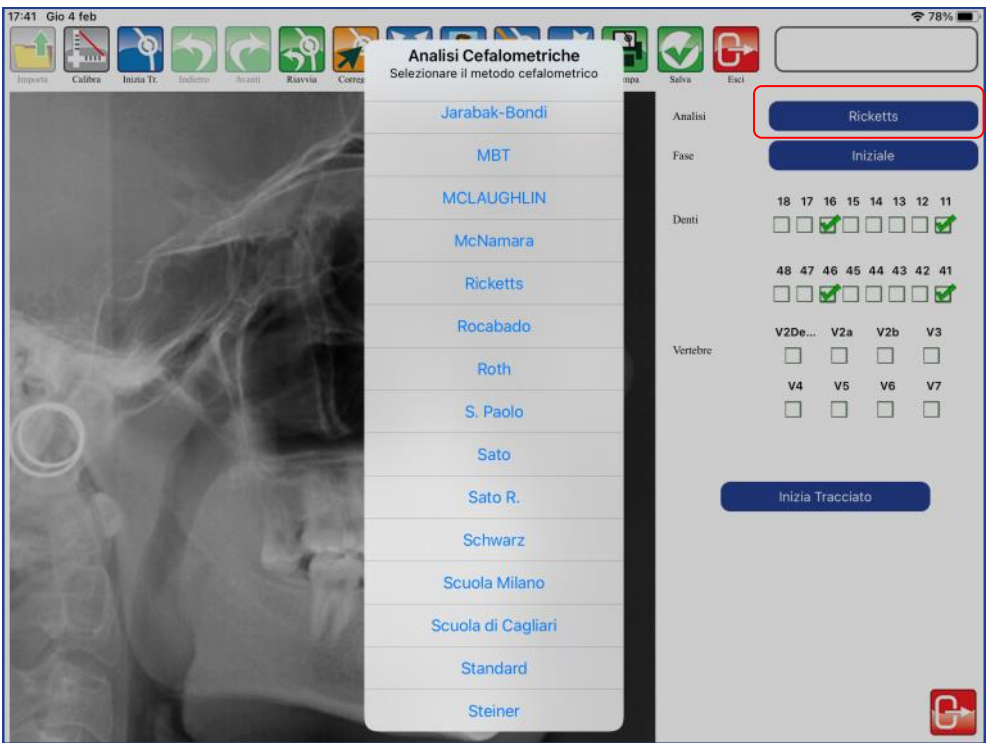 17:41 Gio 4 feb
78%
Importa Calibra Inizia Tr. Indietro Avanti Riavvia Correg
mpa Salva Esci
Analisi Cefalometriche
Selezionare il metodo cefalometrico
Jarabak-Bondi
MBT
MCLAUGHLIN
McNamara
Ricketts
Rocabado
Roth
S. Paolo
Sato
Sato R.
Schwarz
Scuola Milano
Scuola di Cagliari
Standard
Steiner
Analisi Ricketts
Fase Iniziale
Denti
18 17 16 15 14 13 12 11
48 47 46 45 44 43 42 41
Vertebre
V2De... V2a V2b V3
V4 V5 V6 V7
Inizia Tracciato